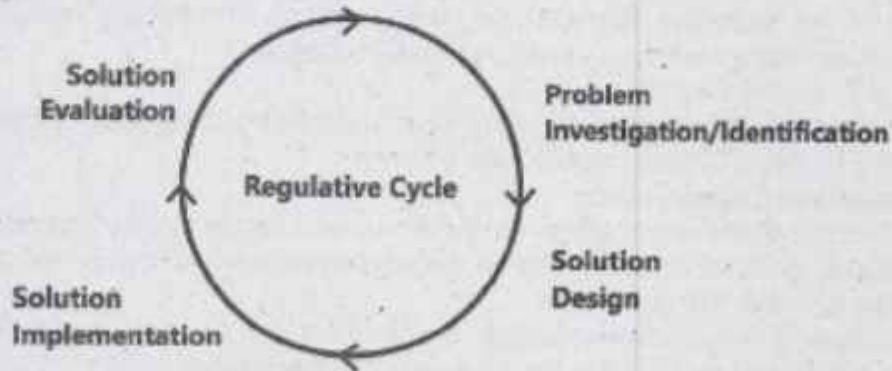 Solution
Evaluation
Problem
Investigation/Identification
Regulative Cycle
Solution
Design
Solution
Implementation